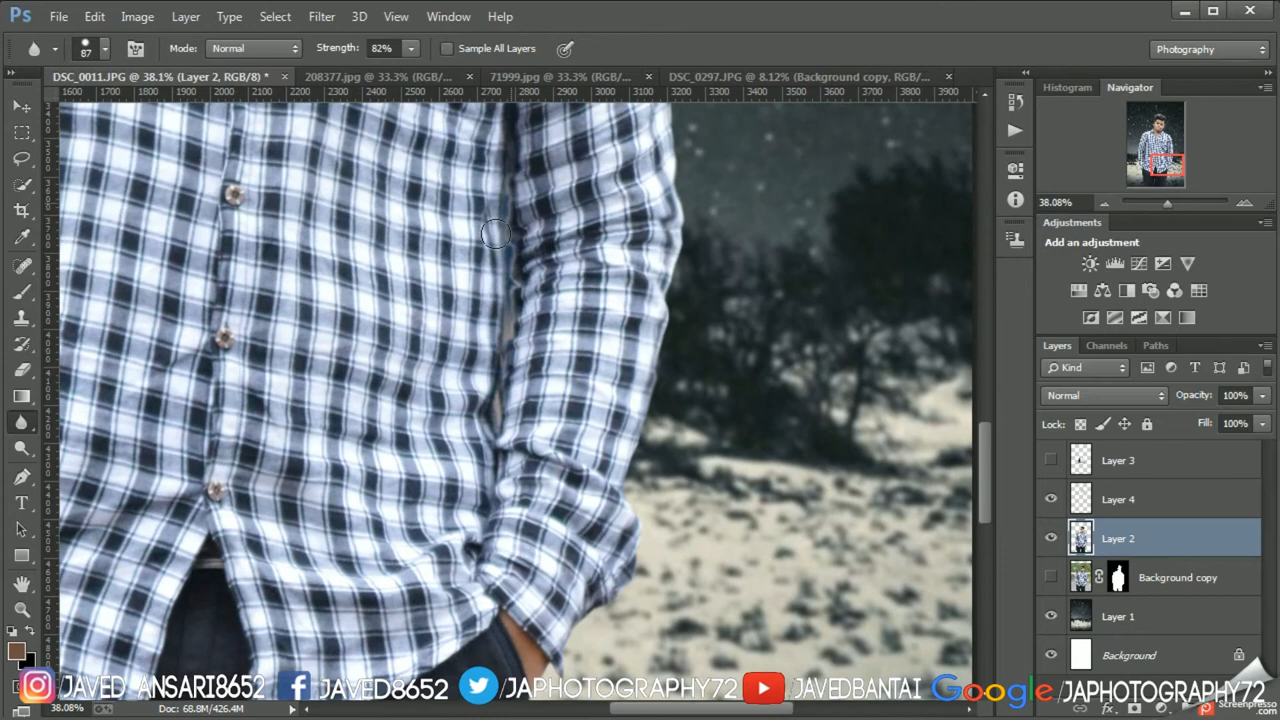 Ps File Edit Image Layer Type Select Filter 3D View Window Help
87 Mode: Normal Strength: 82% Sample All Layers Photography
DSC_0011.JPG @ 38.1% (Layer 2, RGB/8) * × 208377.jpg @ 33.3% (RGB/... × 71999.jpg @ 33.3% (RGB/... × DSC_0297.JPG @ 8.12% (Background copy, RGB/... ×
Histogram Navigator
1600 1700 1800 1900 2000 2100 2200 2300 2400 2500 2600 2700 2800 2900 3000 3100 3200 3300 3400 3500 3600 3700 3800 3900
38.08%
Adjustments
Add an adjustment
Layers Channels Paths
Kind
Normal Opacity: 100%
Lock: Fill: 100%
Layer 3
Layer 4
Layer 2
Background copy
Layer 1
Background
JAVED_ANSARI8652 JAVED8652 /JAPHOTOGRAPHY72 JAVEDBANTAI Google+ /JAPHOTOGRAPHY72
38.08% Doc: 68.8M/426.4M
Screenpresso
.com